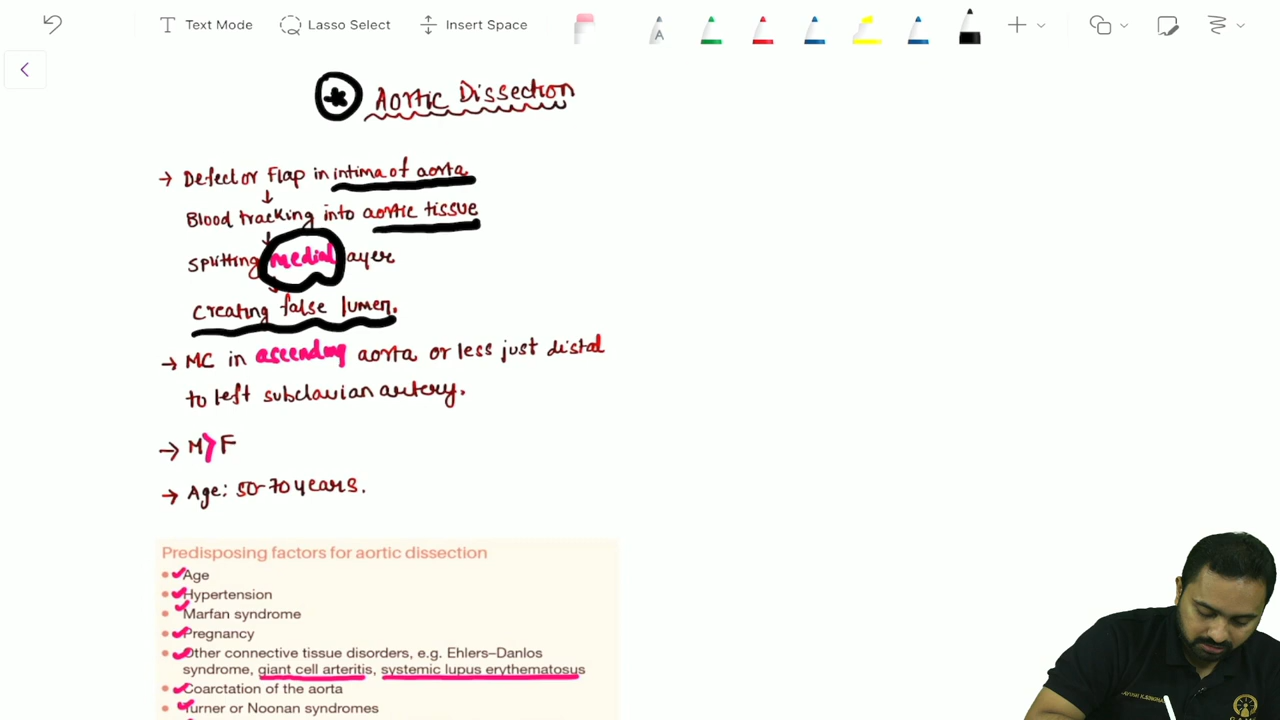 Text Mode
Lasso Select
Insert Space
Aortic Dissection
→ Defect or Flap in intima of aorta
↓
Blood tracking into aortic tissue
↓
Splitting medial layer
Creating false lumen.
→ MC in ascending aorta or less just distal
to left subclavian artery.
→ M>F
→ Age: 50-70 years.
Predisposing factors for aortic dissection
• Age
• Hypertension
• Marfan syndrome
• Pregnancy
• Other connective tissue disorders, e.g. Ehlers–Danlos
syndrome, giant cell arteritis, systemic lupus erythematosus
• Coarctation of the aorta
• Turner or Noonan syndromes